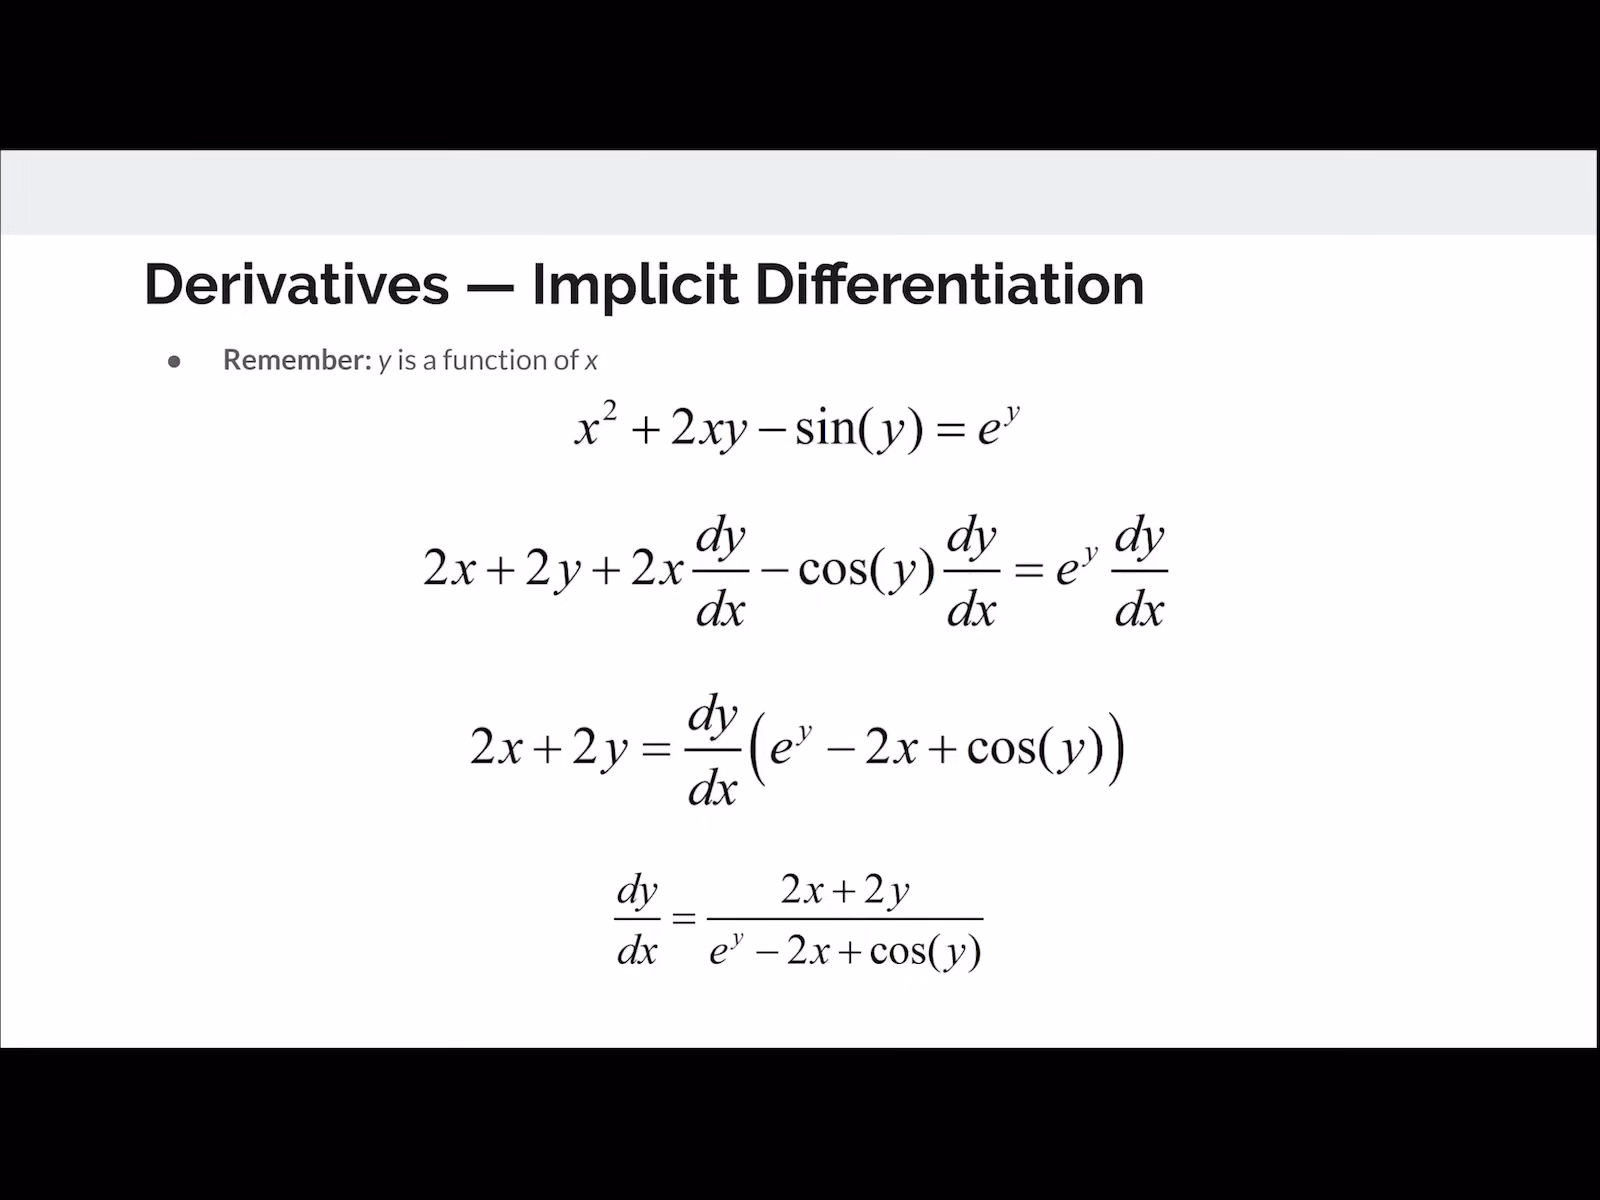 Derivatives — Implicit Differentiation
● Remember: y is a function of x
x² + 2xy − sin(y) = e^y
2x + 2y + 2x dy/dx − cos(y) dy/dx = e^y dy/dx
2x + 2y = dy/dx (e^y − 2x + cos(y))
dy/dx = (2x + 2y)/(e^y − 2x + cos(y))